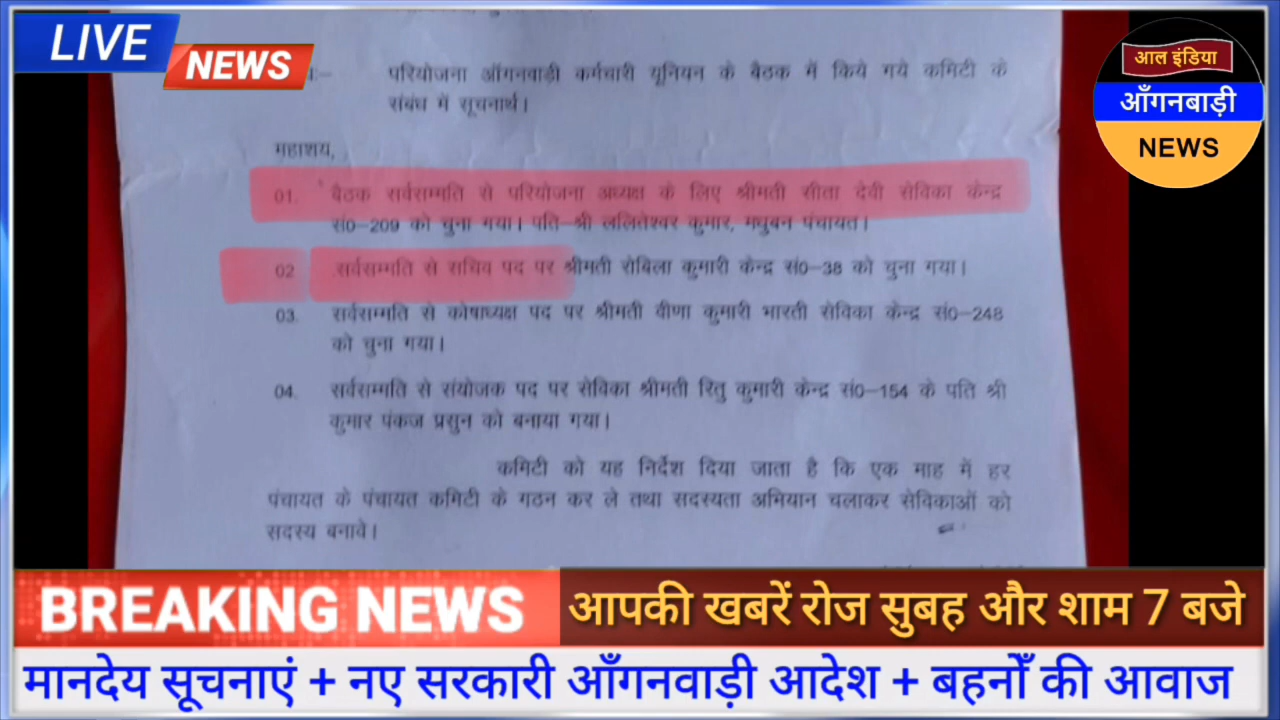 LIVE
NEWS
आल इंडिया
आँगनबाड़ी
NEWS
परियोजना आँगनवाड़ी कर्मचारी यूनियन के बैठक में किये गये कमिटी के
संबंध में सूचनार्थ।
महाशय,
01. बैठक सर्वसम्मति से परियोजना अध्यक्ष के लिए श्रीमती सीता देवी सेविका केन्द्र
सं0-209 को चुना गया। पति-श्री ललितेश्वर कुमार, मधुबन पंचायत।
02 सर्वसम्मति से सचिव पद पर श्रीमती रोबिला कुमारी केन्द्र सं0-38 को चुना गया।
03. सर्वसम्मति से कोषाध्यक्ष पद पर श्रीमती वीणा कुमारी भारती सेविका केन्द्र सं0-248
को चुना गया।
04. सर्वसम्मति से संयोजक पद पर सेविका श्रीमती रितु कुमारी केन्द्र सं0-154 के पति श्री
कुमार पंकज प्रसुन को बनाया गया।
कमिटी को यह निर्देश दिया जाता है कि एक माह में हर
पंचायत के पंचायत कमिटी के गठन कर ले तथा सदस्यता अभियान चलाकर सेविकाओं को
सदस्य बनावे।
BREAKING NEWS
आपकी खबरें रोज सुबह और शाम 7 बजे
मानदेय सूचनाएं + नए सरकारी आँगनवाड़ी आदेश + बहनोँ की आवाज